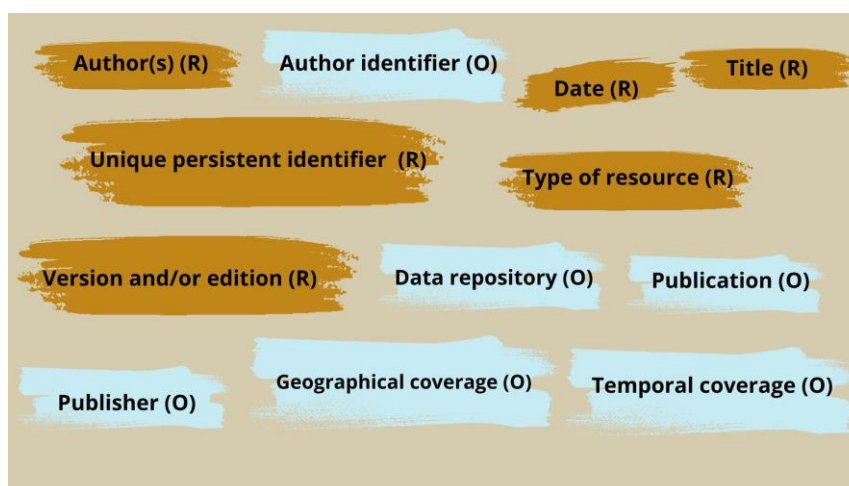 Author(s) (R)
Author identifier (O)
Date (R)
Title (R)
Unique persistent identifier (R)
Type of resource (R)
Version and/or edition (R)
Data repository (O)
Publication (O)
Publisher (O)
Geographical coverage (O)
Temporal coverage (O)